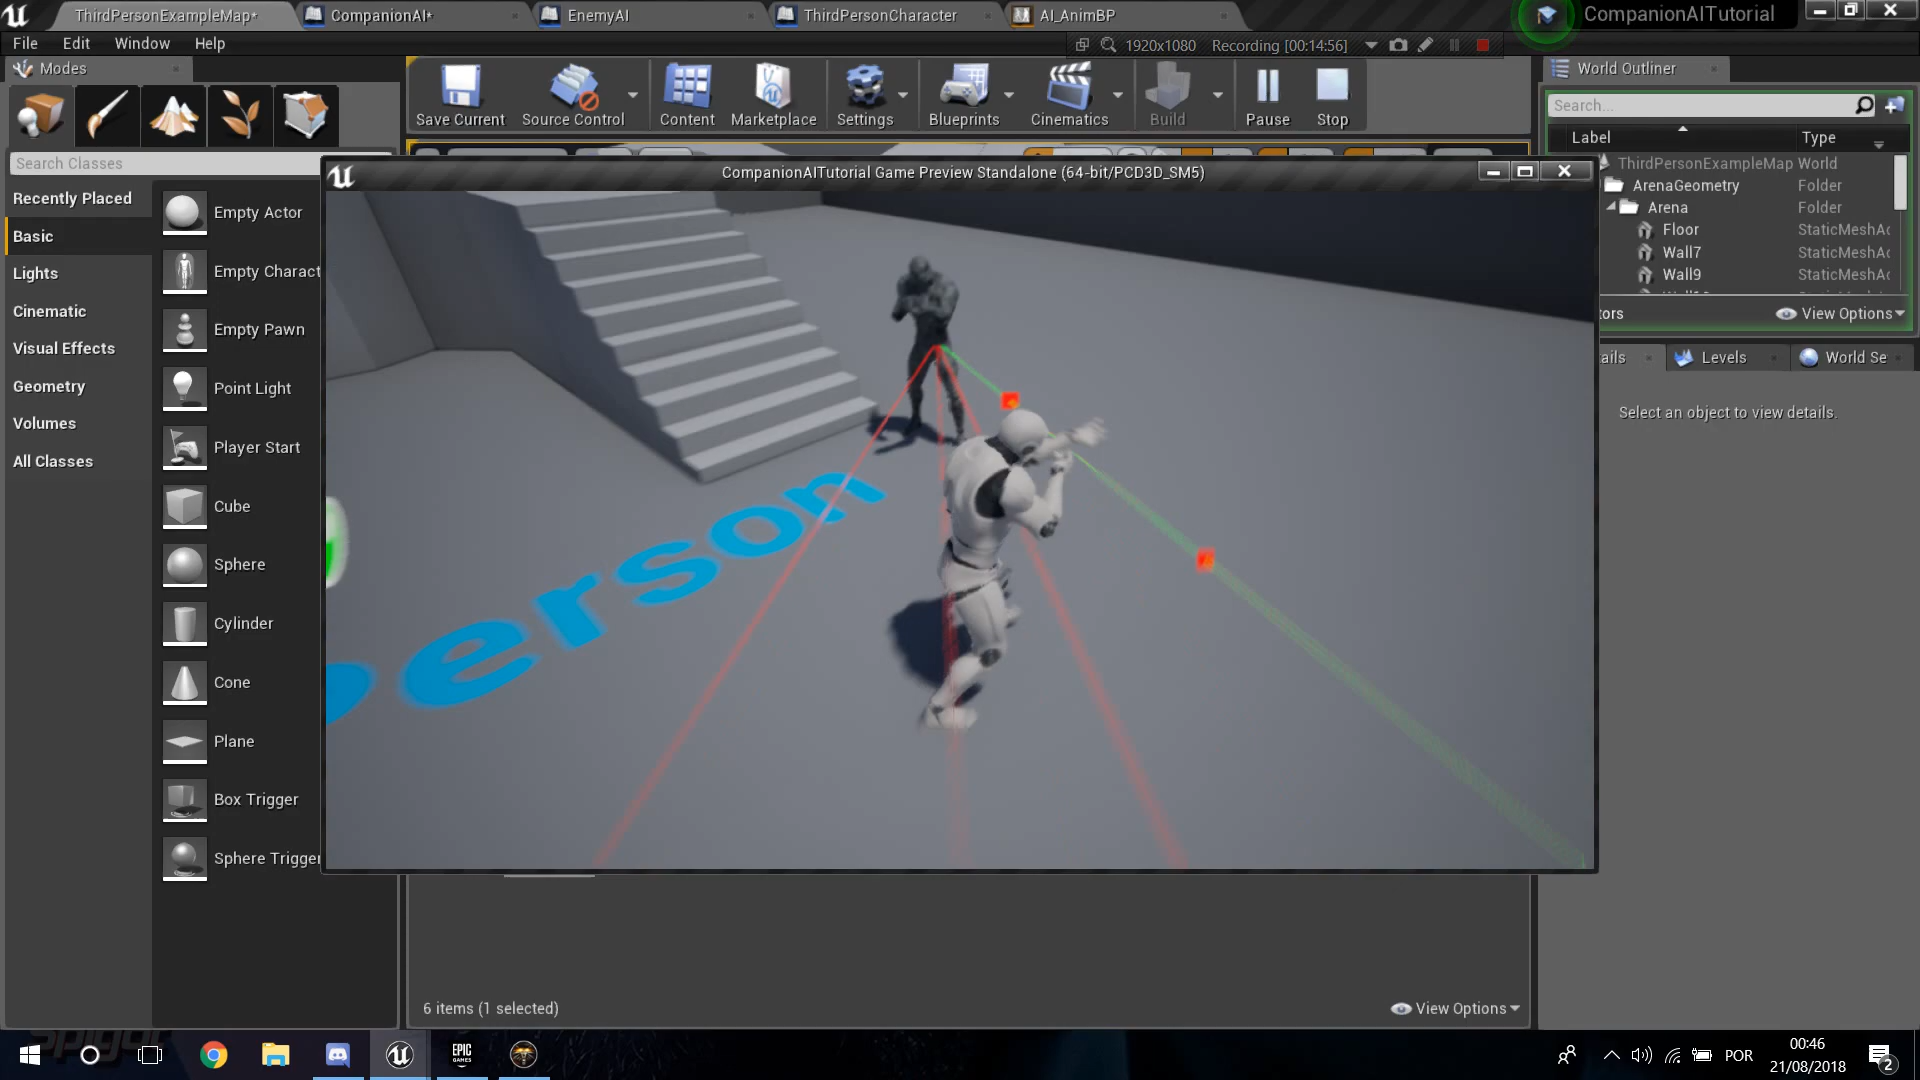 ThirdPersonExampleMap*
CompanionAI*
EnemyAI
ThirdPersonCharacter
AI_AnimBP
CompanionAITutorial
File
Edit
Window
Help
1920x1080
Recording [00:14:56]
Modes
World Outliner
Save Current
Source Control
Content
Marketplace
Settings
Blueprints
Cinematics
Build
Pause
Stop
Search...
Label
Type
Search Classes
CompanionAITutorial Game Preview Standalone (64-bit/PCD3D_SM5)
ThirdPersonExampleMap World
ArenaGeometry Folder
Arena Folder
Floor StaticMeshAc
Wall7 StaticMeshAc
Wall9 StaticMeshAc
tors
View Options
Recently Placed
Basic
Lights
Cinematic
Visual Effects
Geometry
Volumes
All Classes
Empty Actor
Empty Charact
Empty Pawn
Point Light
Player Start
Cube
Sphere
Cylinder
Cone
Plane
Box Trigger
Sphere Trigger
Person
ails
Levels
World Se
Select an object to view details.
6 items (1 selected)
View Options
EPIC
GAMES
POR
00:46
21/08/2018
2